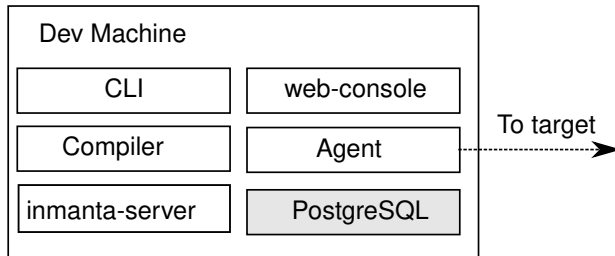 Dev Machine
CLI
web-console
Compiler
Agent
To target
inmanta-server
PostgreSQL